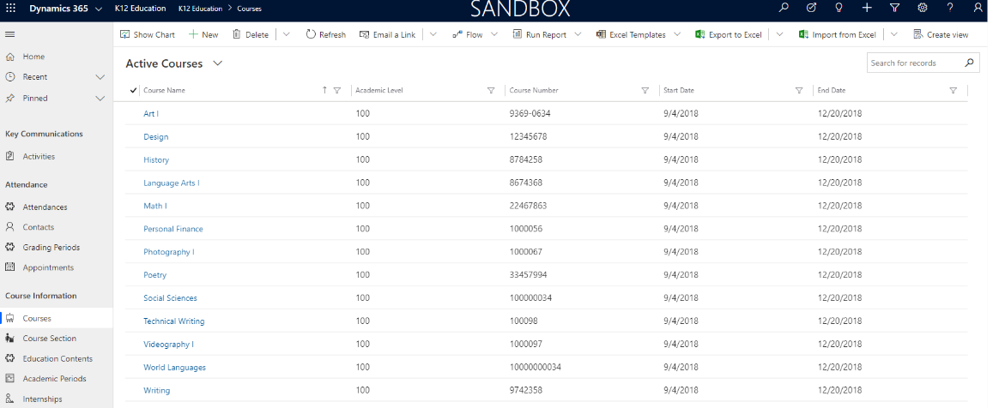 Dynamics 365 K12 Education K12 Education > Courses SANDBOX
Show Chart New Delete Refresh Email a Link Flow Run Report Excel Templates Export to Excel Import from Excel Create view
Home
Recent
Pinned
Key Communications
Activities
Attendance
Attendances
Contacts
Grading Periods
Appointments
Course Information
Courses
Course Section
Education Contents
Academic Periods
Internships
Active Courses
Search for records
Course Name Academic Level Course Number Start Date End Date
Art I 100 9369-0634 9/4/2018 12/20/2018
Design 100 12345678 9/4/2018 12/20/2018
History 100 8784258 9/4/2018 12/20/2018
Language Arts I 100 8674368 9/4/2018 12/20/2018
Math I 100 22467863 9/4/2018 12/20/2018
Personal Finance 100 1000056 9/4/2018 12/20/2018
Photography I 100 1000067 9/4/2018 12/20/2018
Poetry 100 33457994 9/4/2018 12/20/2018
Social Sciences 100 100000034 9/4/2018 12/20/2018
Technical Writing 100 100098 9/4/2018 12/20/2018
Videography I 100 1000097 9/4/2018 12/20/2018
World Languages 100 10000000034 9/4/2018 12/20/2018
Writing 100 9742358 9/4/2018 12/20/2018